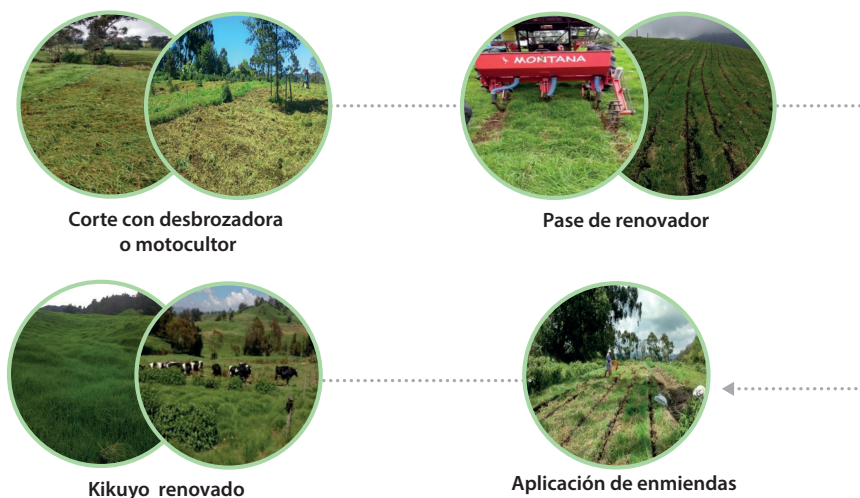 MONTANA
Corte con desbrozadora
o motocultor
Pase de renovador
Kikuyo renovado
Aplicación de enmiendas